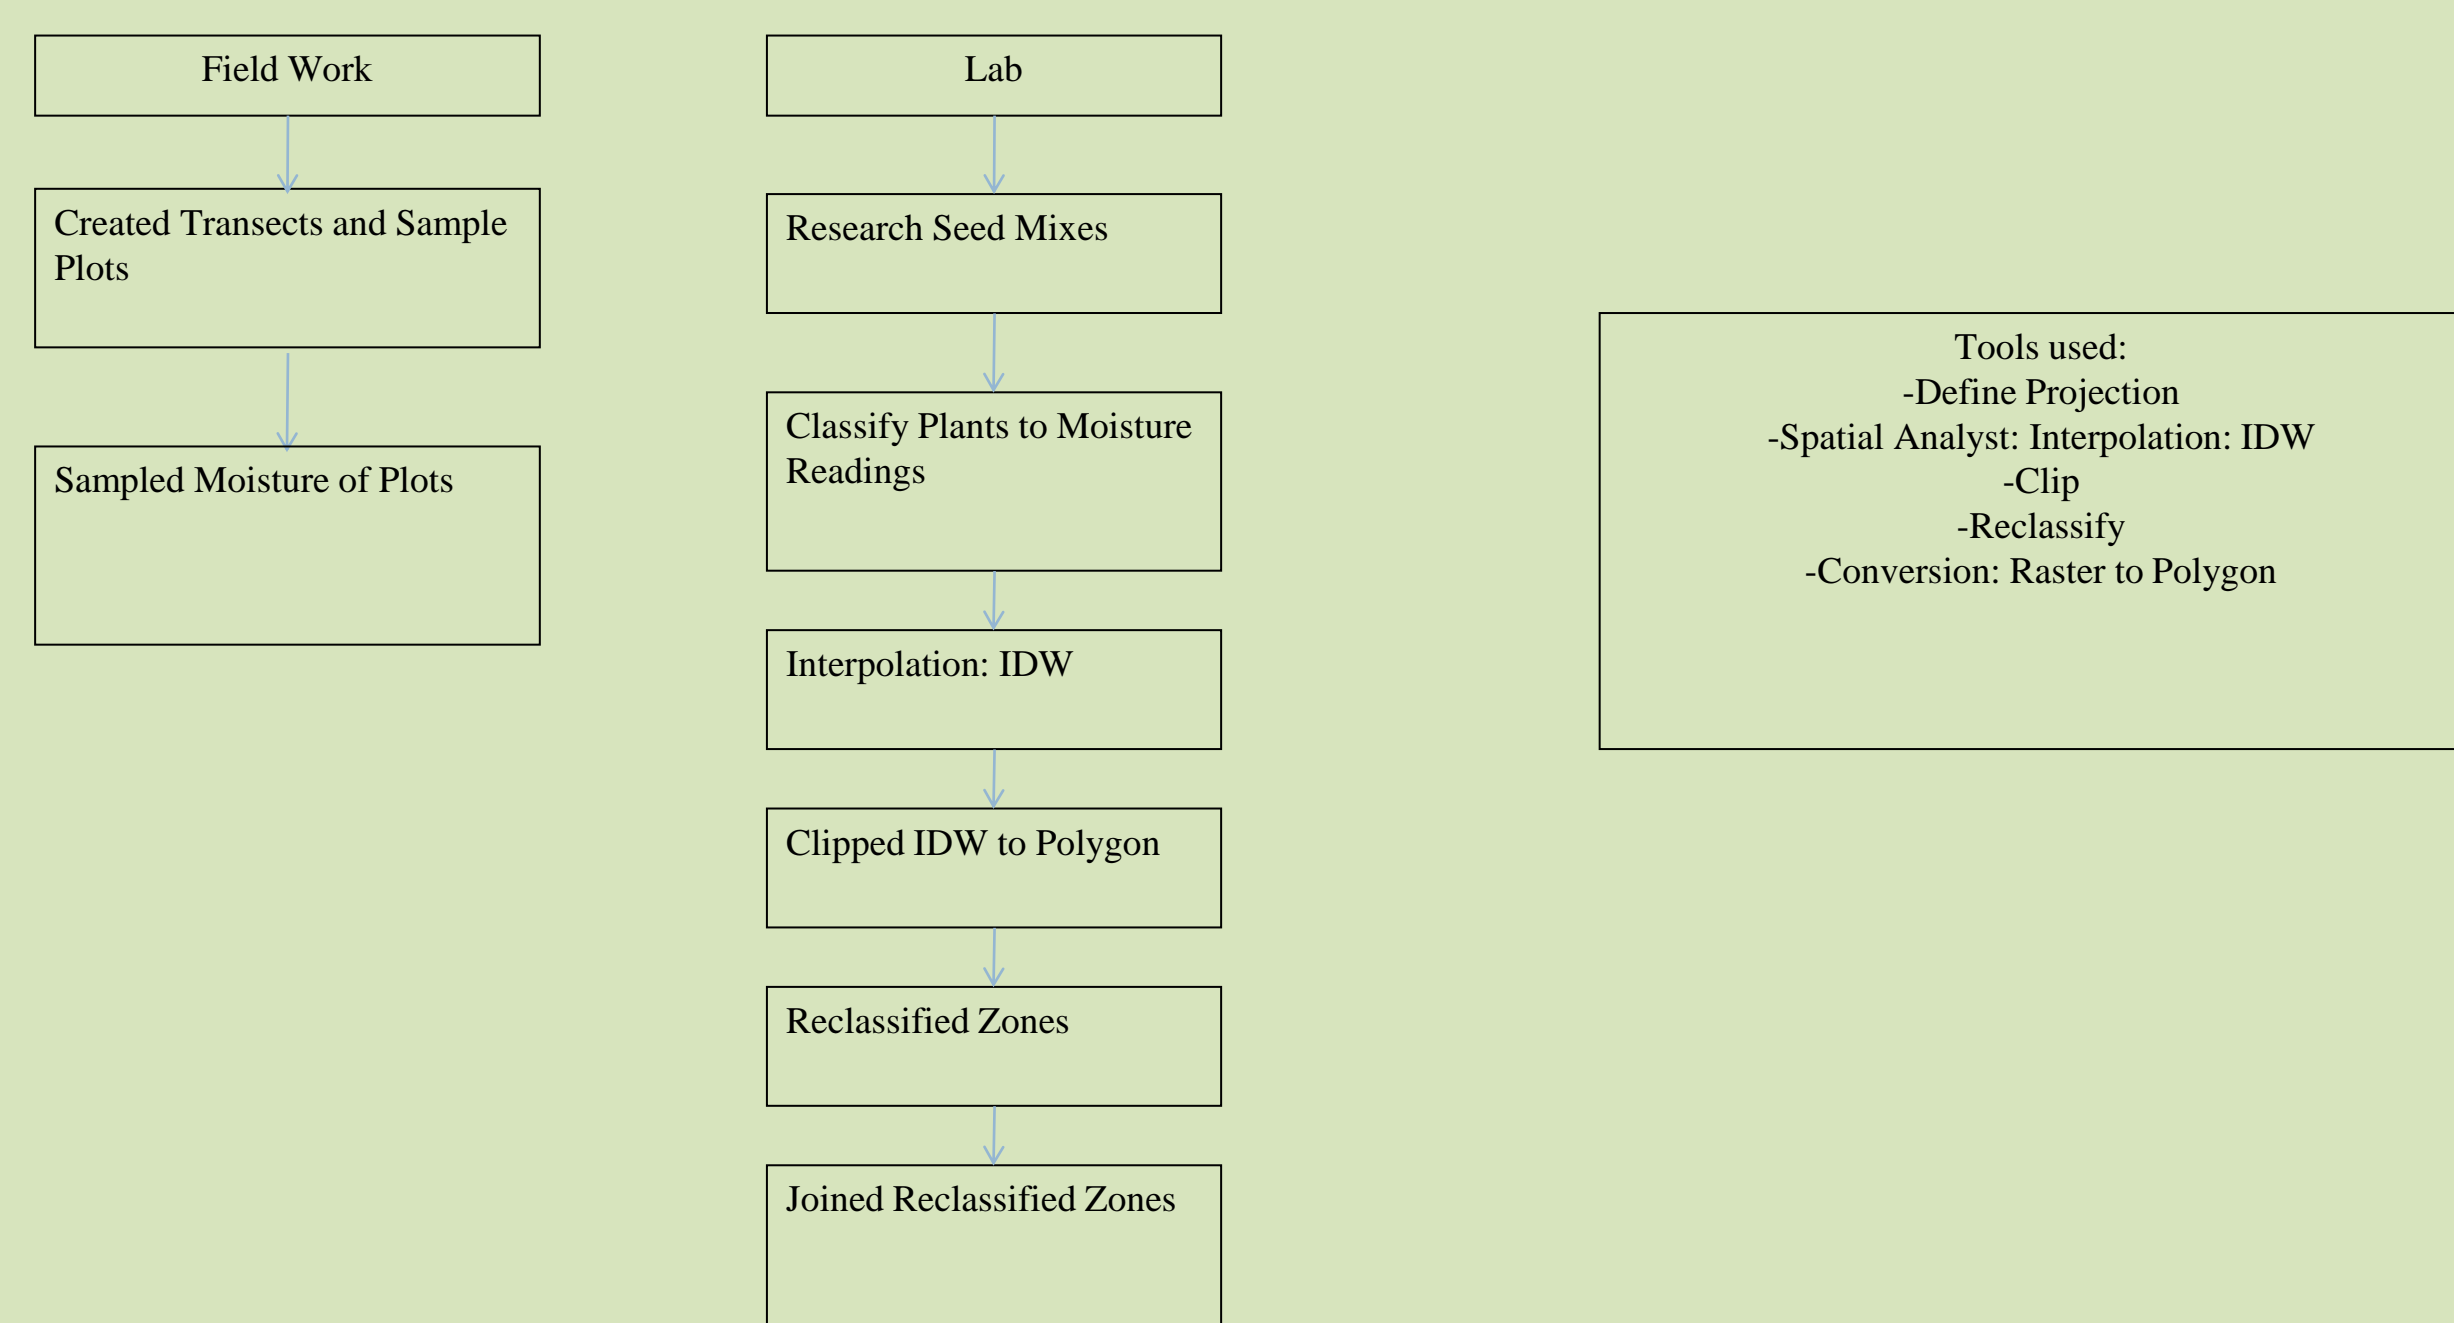 Field Work
Created Transects and Sample
Plots
Sampled Moisture of Plots
Lab
Research Seed Mixes
Classify Plants to Moisture
Readings
Interpolation: IDW
Clipped IDW to Polygon
Reclassified Zones
Joined Reclassified Zones
Tools used:
-Define Projection
-Spatial Analyst: Interpolation: IDW
-Clip
-Reclassify
-Conversion: Raster to Polygon